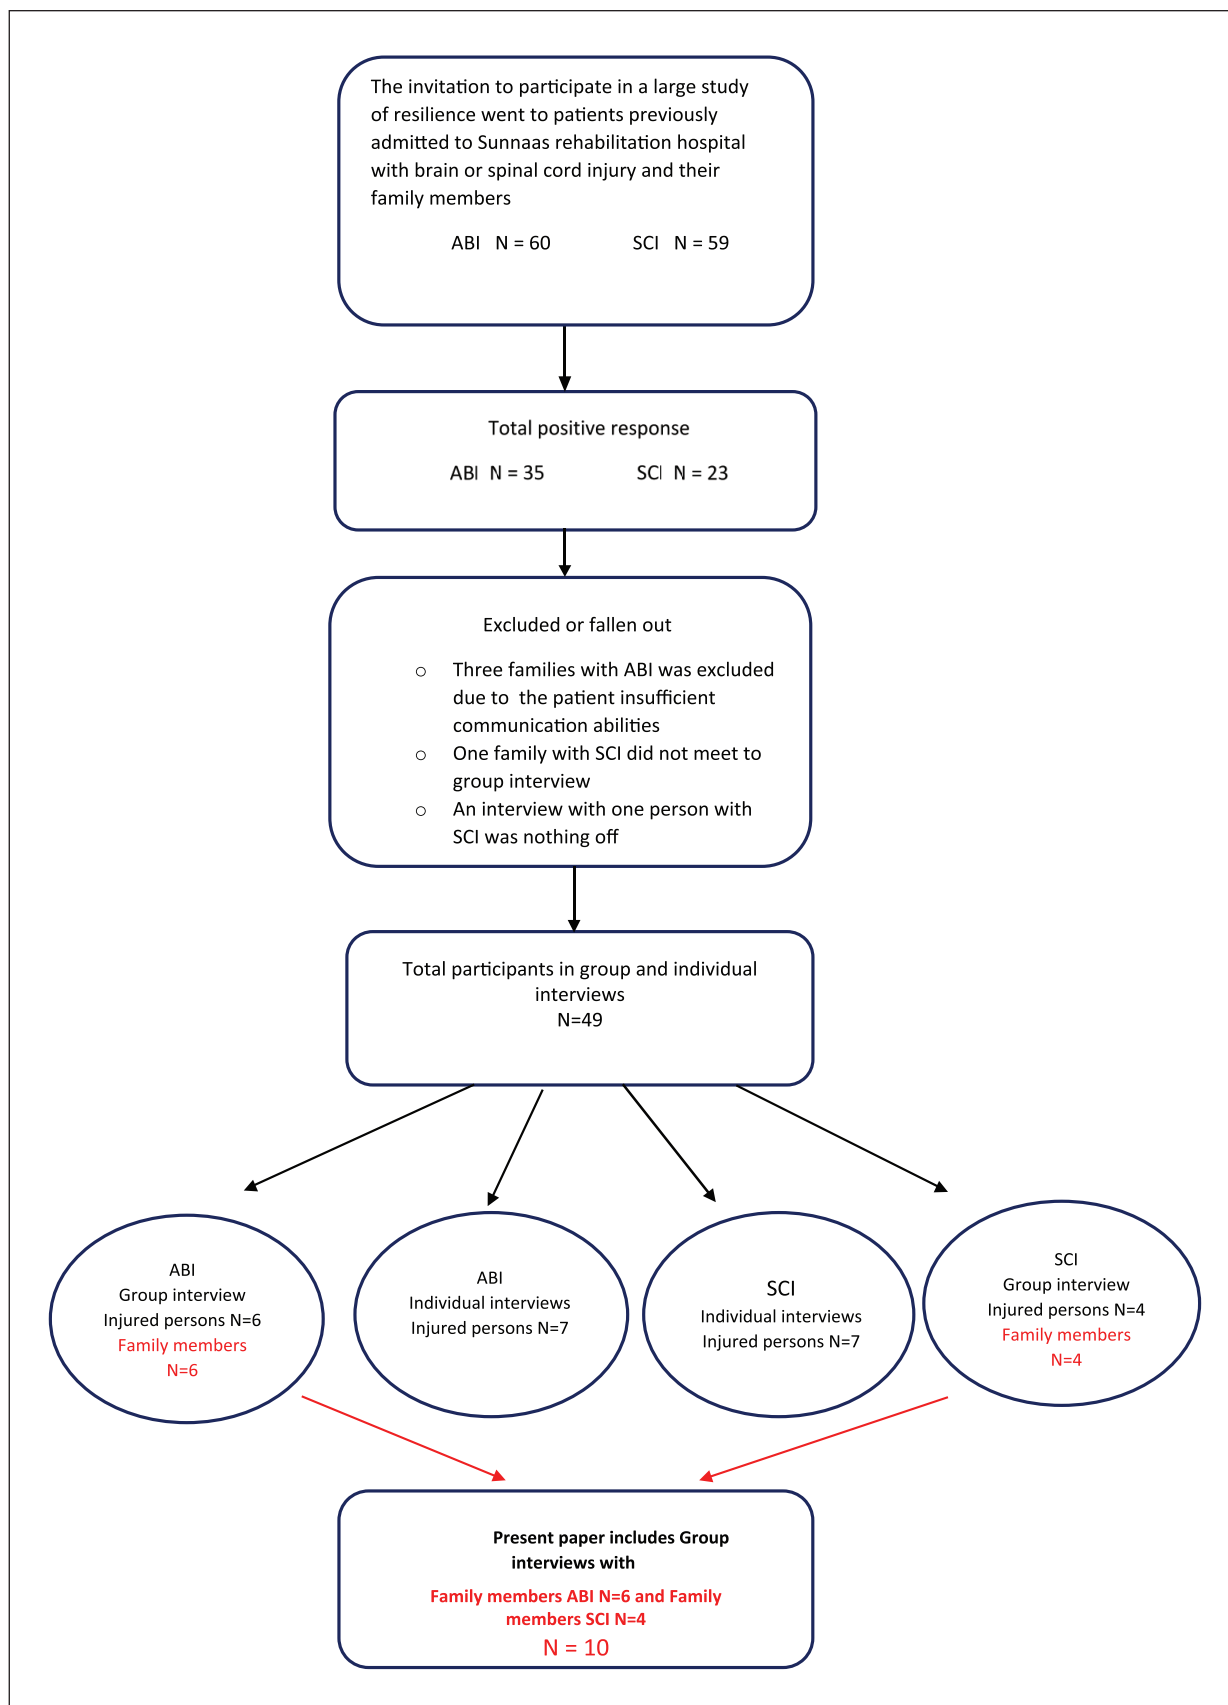 The invitation to participate in a large study
of resilience went to patients previously
admitted to Sunnaas rehabilitation hospital
with brain or spinal cord injury and their
family members
ABI N = 60 SCI N = 59
Total positive response
ABI N = 35 SCI N = 23
Excluded or fallen out
o Three families with ABI was excluded
due to the patient insufficient
communication abilities
o One family with SCI did not meet to
group interview
o An interview with one person with
SCI was nothing off
Total participants in group and individual
interviews
N=49
ABI
Group interview
Injured persons N=6
Family members
N=6
ABI
Individual interviews
Injured persons N=7
SCI
Individual interviews
Injured persons N=7
SCI
Group interview
Injured persons N=4
Family members
N=4
Present paper includes Group
interviews with
Family members ABI N=6 and Family
members SCI N=4
N = 10